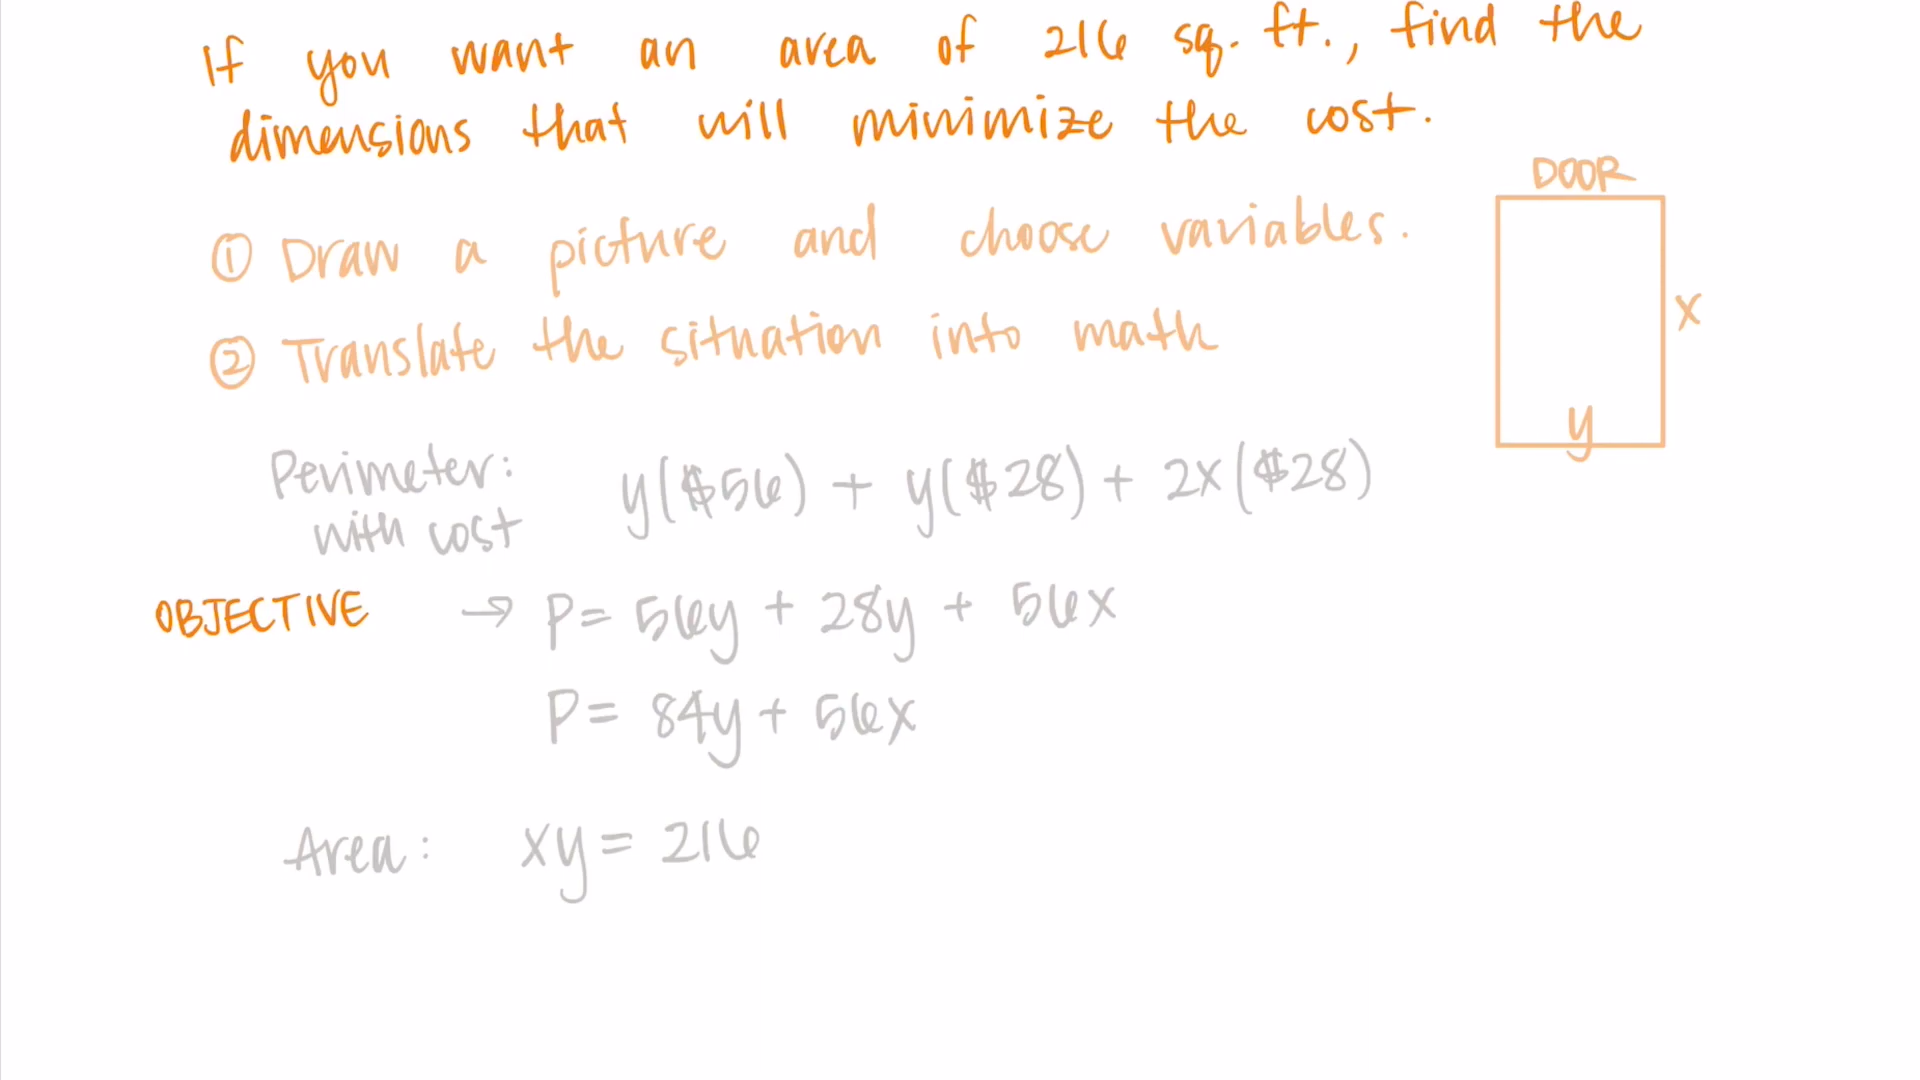 If you want an area of 216 sq. ft., find the
dimensions that will minimize the cost.
DOOR
① Draw a picture and choose variables.
x
② Translate the situation into math
y
Perimeter: y($56) + y($28) + 2x($28)
with cost
OBJECTIVE → P= 56y + 28y + 56x
P= 84y + 56x
Area: xy = 216